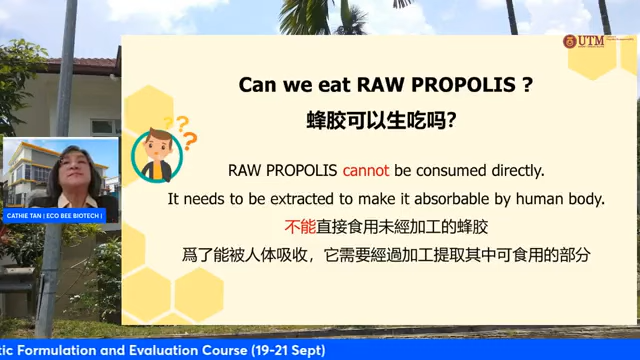 UTM
Can we eat RAW PROPOLIS ?
蜂胶可以生吃吗?
RAW PROPOLIS cannot be consumed directly.
It needs to be extracted to make it absorbable by human body.
不能直接食用未經加工的蜂胶
爲了能被人体吸收，它需要經過加工提取其中可食用的部分
CATHIE TAN | ECO BEE BIOTECH |
tic Formulation and Evaluation Course (19-21 Sept)